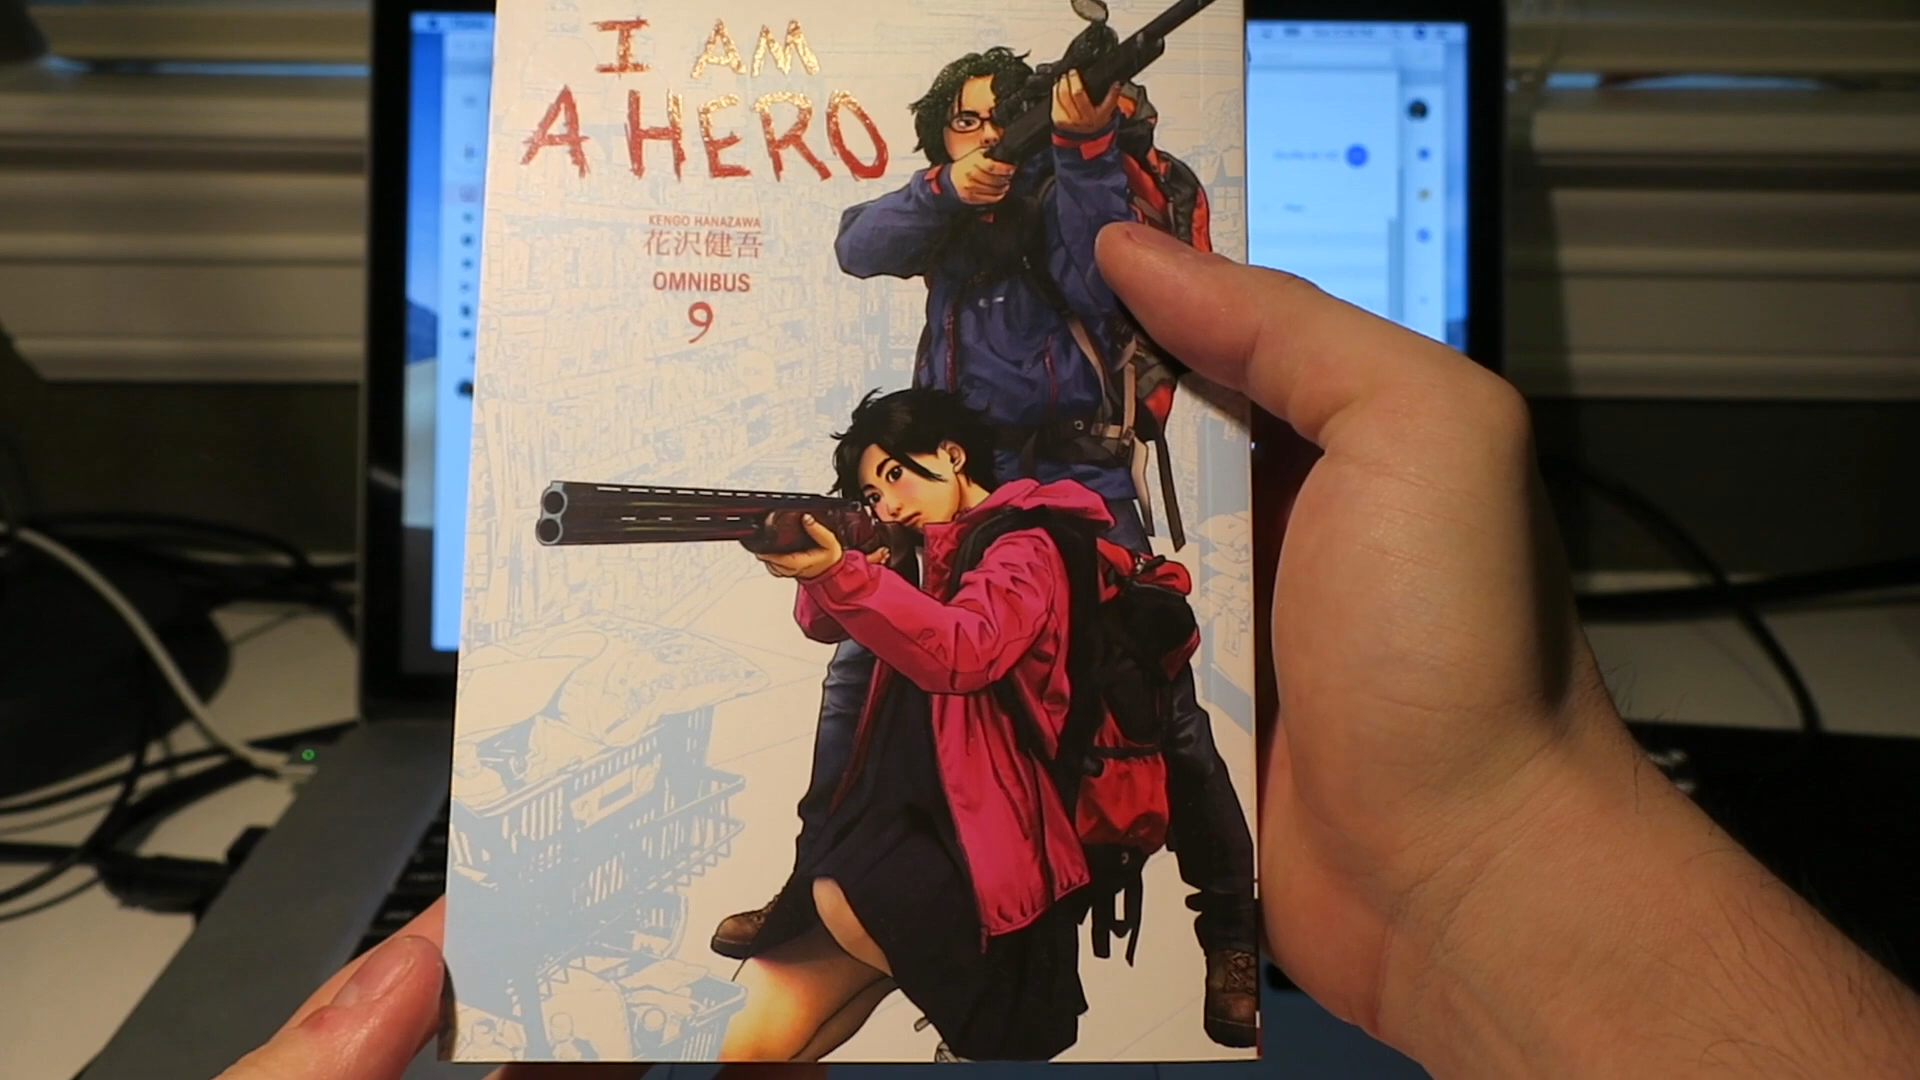 I AM
A HERO
KENGO HANAZAWA
花沢健吾
OMNIBUS
9